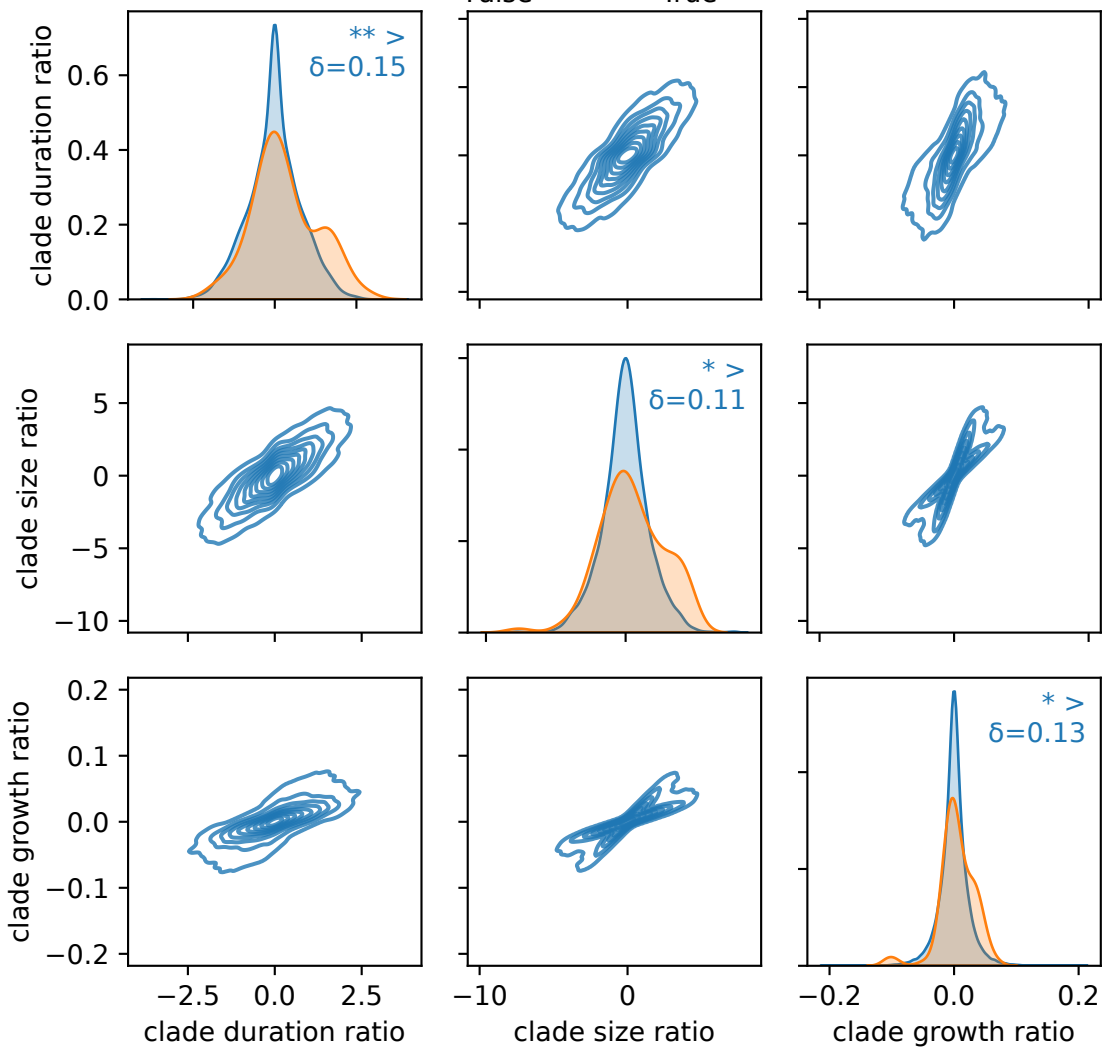 clade duration ratio
0.6
0.4
0.2
0.0
** >
δ=0.15
clade size ratio
5
0
−5
−10
* >
δ=0.11
clade growth ratio
0.2
0.1
0.0
−0.1
−0.2
* >
δ=0.13
−2.5 0.0 2.5
−10 0
−0.2 0.0 0.2
clade duration ratio
clade size ratio
clade growth ratio